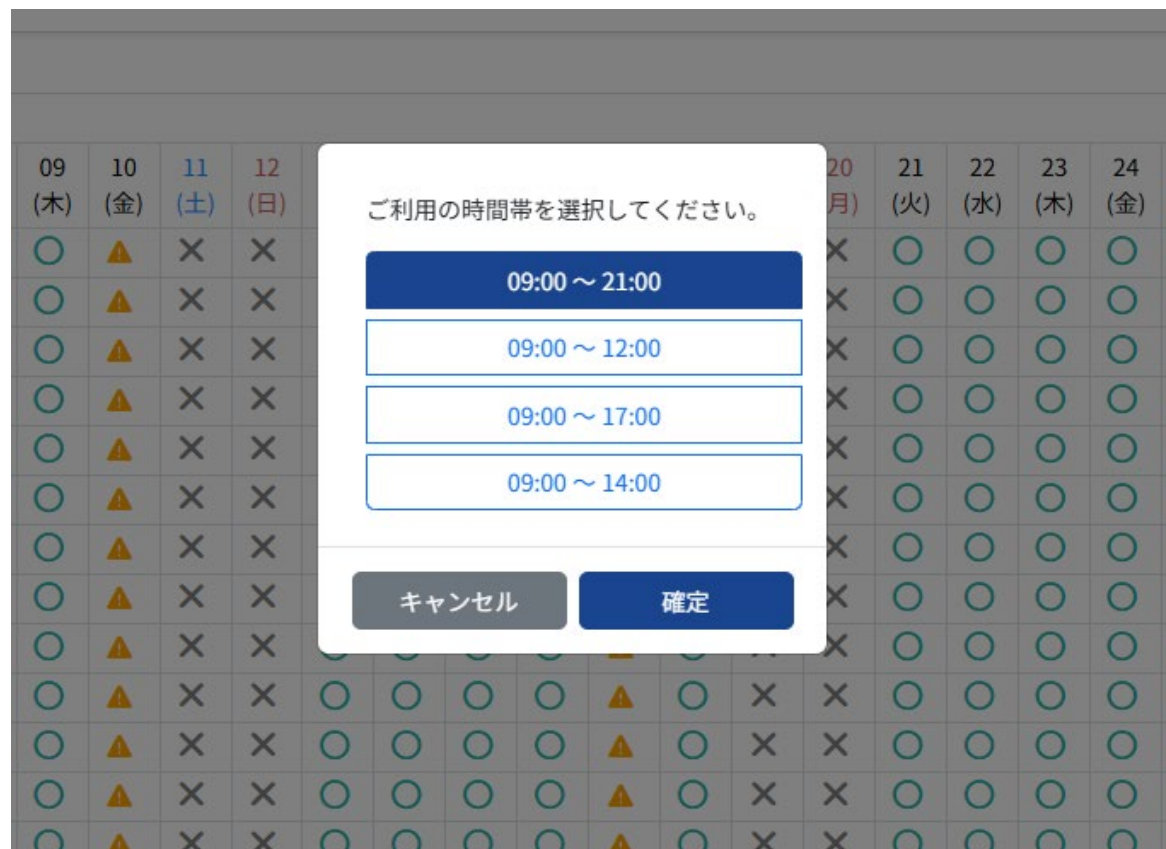 09 10 11 12 20 21 22 23 24
(木) (金) (土) (日) 月) (火) (水) (木) (金)
ご利用の時間帯を選択してください。
09:00 ～ 21:00
09:00 ～ 12:00
09:00 ～ 17:00
09:00 ～ 14:00
キャンセル 確定